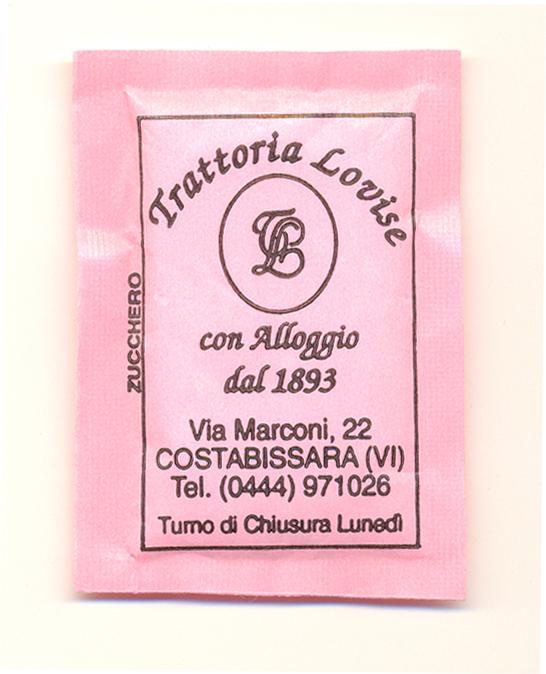 Trattoria Lovise
TL
con Alloggio
dal 1893
Via Marconi, 22
COSTABISSARA (VI)
Tel. (0444) 971026
Turno di Chiusura Lunedì
ZUCCHERO